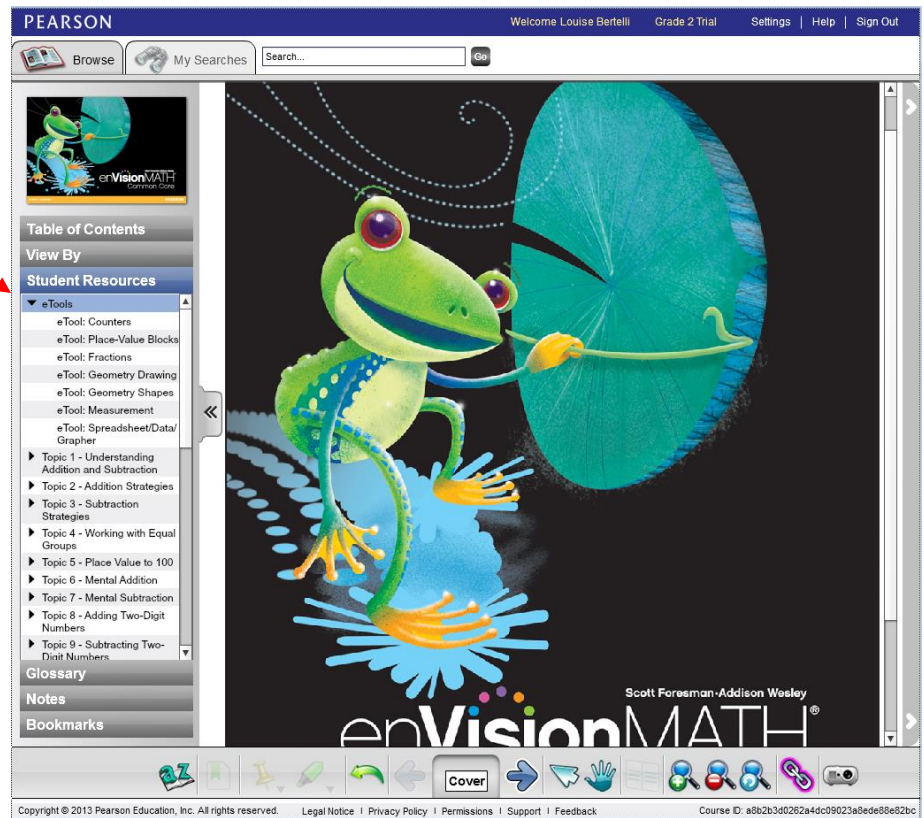 PEARSON
Welcome Louise Bertelli Grade 2 Trial Settings | Help | Sign Out
Browse My Searches Search... Go
enVisionMATH
Common Core
PEARSON
Table of Contents
View By
Student Resources
eTools
eTool: Counters
eTool: Place-Value Blocks
eTool: Fractions
eTool: Geometry Drawing
eTool: Geometry Shapes
eTool: Measurement
eTool: Spreadsheet/Data/
Grapher
Topic 1 - Understanding
Addition and Subtraction
Topic 2 - Addition Strategies
Topic 3 - Subtraction
Strategies
Topic 4 - Working with Equal
Groups
Topic 5 - Place Value to 100
Topic 6 - Mental Addition
Topic 7 - Mental Subtraction
Topic 8 - Adding Two-Digit
Numbers
Topic 9 - Subtracting Two-
Digit Numbers
Glossary
Notes
Bookmarks
Scott Foresman-Addison Wesley
enVisionMATH®
az
Cover
Copyright © 2013 Pearson Education, Inc. All rights reserved. Legal Notice | Privacy Policy | Permissions | Support | Feedback Course ID: a8b2b3d0262a4dc09023a8ede88e82bc